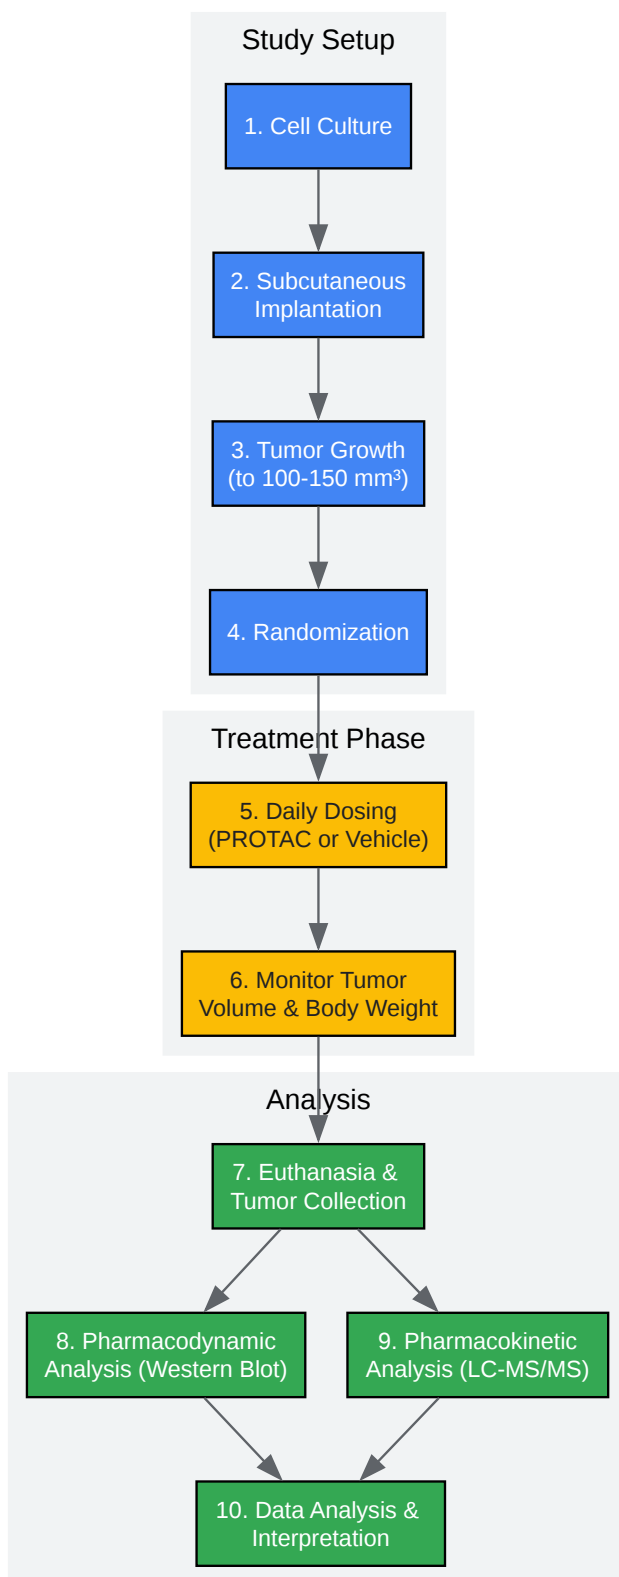 Study Setup
1. Cell Culture
2. Subcutaneous
Implantation
3. Tumor Growth
(to 100-150 mm³)
4. Randomization
Treatment Phase
5. Daily Dosing
(PROTAC or Vehicle)
6. Monitor Tumor
Volume & Body Weight
Analysis
7. Euthanasia &
Tumor Collection
8. Pharmacodynamic
Analysis (Western Blot)
9. Pharmacokinetic
Analysis (LC-MS/MS)
10. Data Analysis &
Interpretation